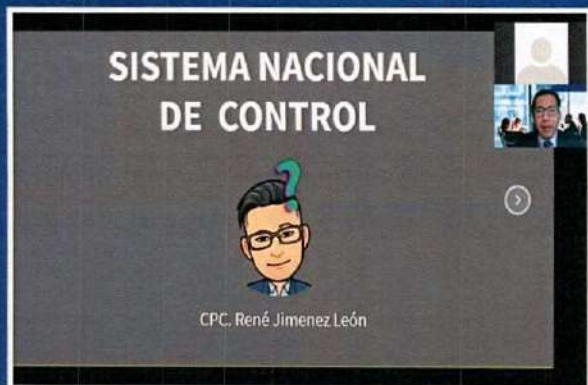 SISTEMA NACIONAL
DE CONTROL
?
CPC. René Jimenez León